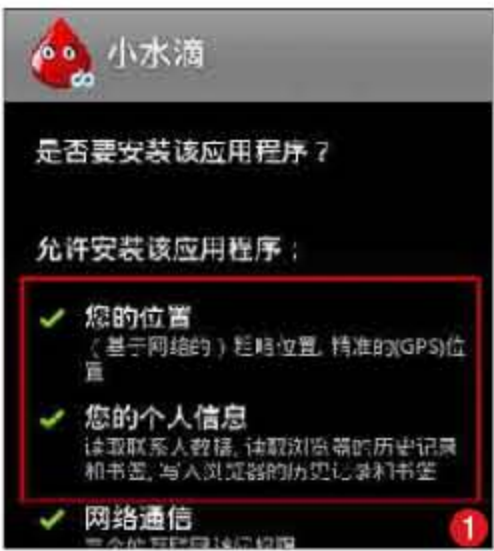 小水滴
是否要安装该应用程序？
允许安装该应用程序：
您的位置
（基于网络的）粗略位置, 精准的(GPS)位
置
您的个人信息
读取联系人数据, 读取浏览器的历史记录
和书签, 写入浏览器的历史记录和书签
网络通信
1